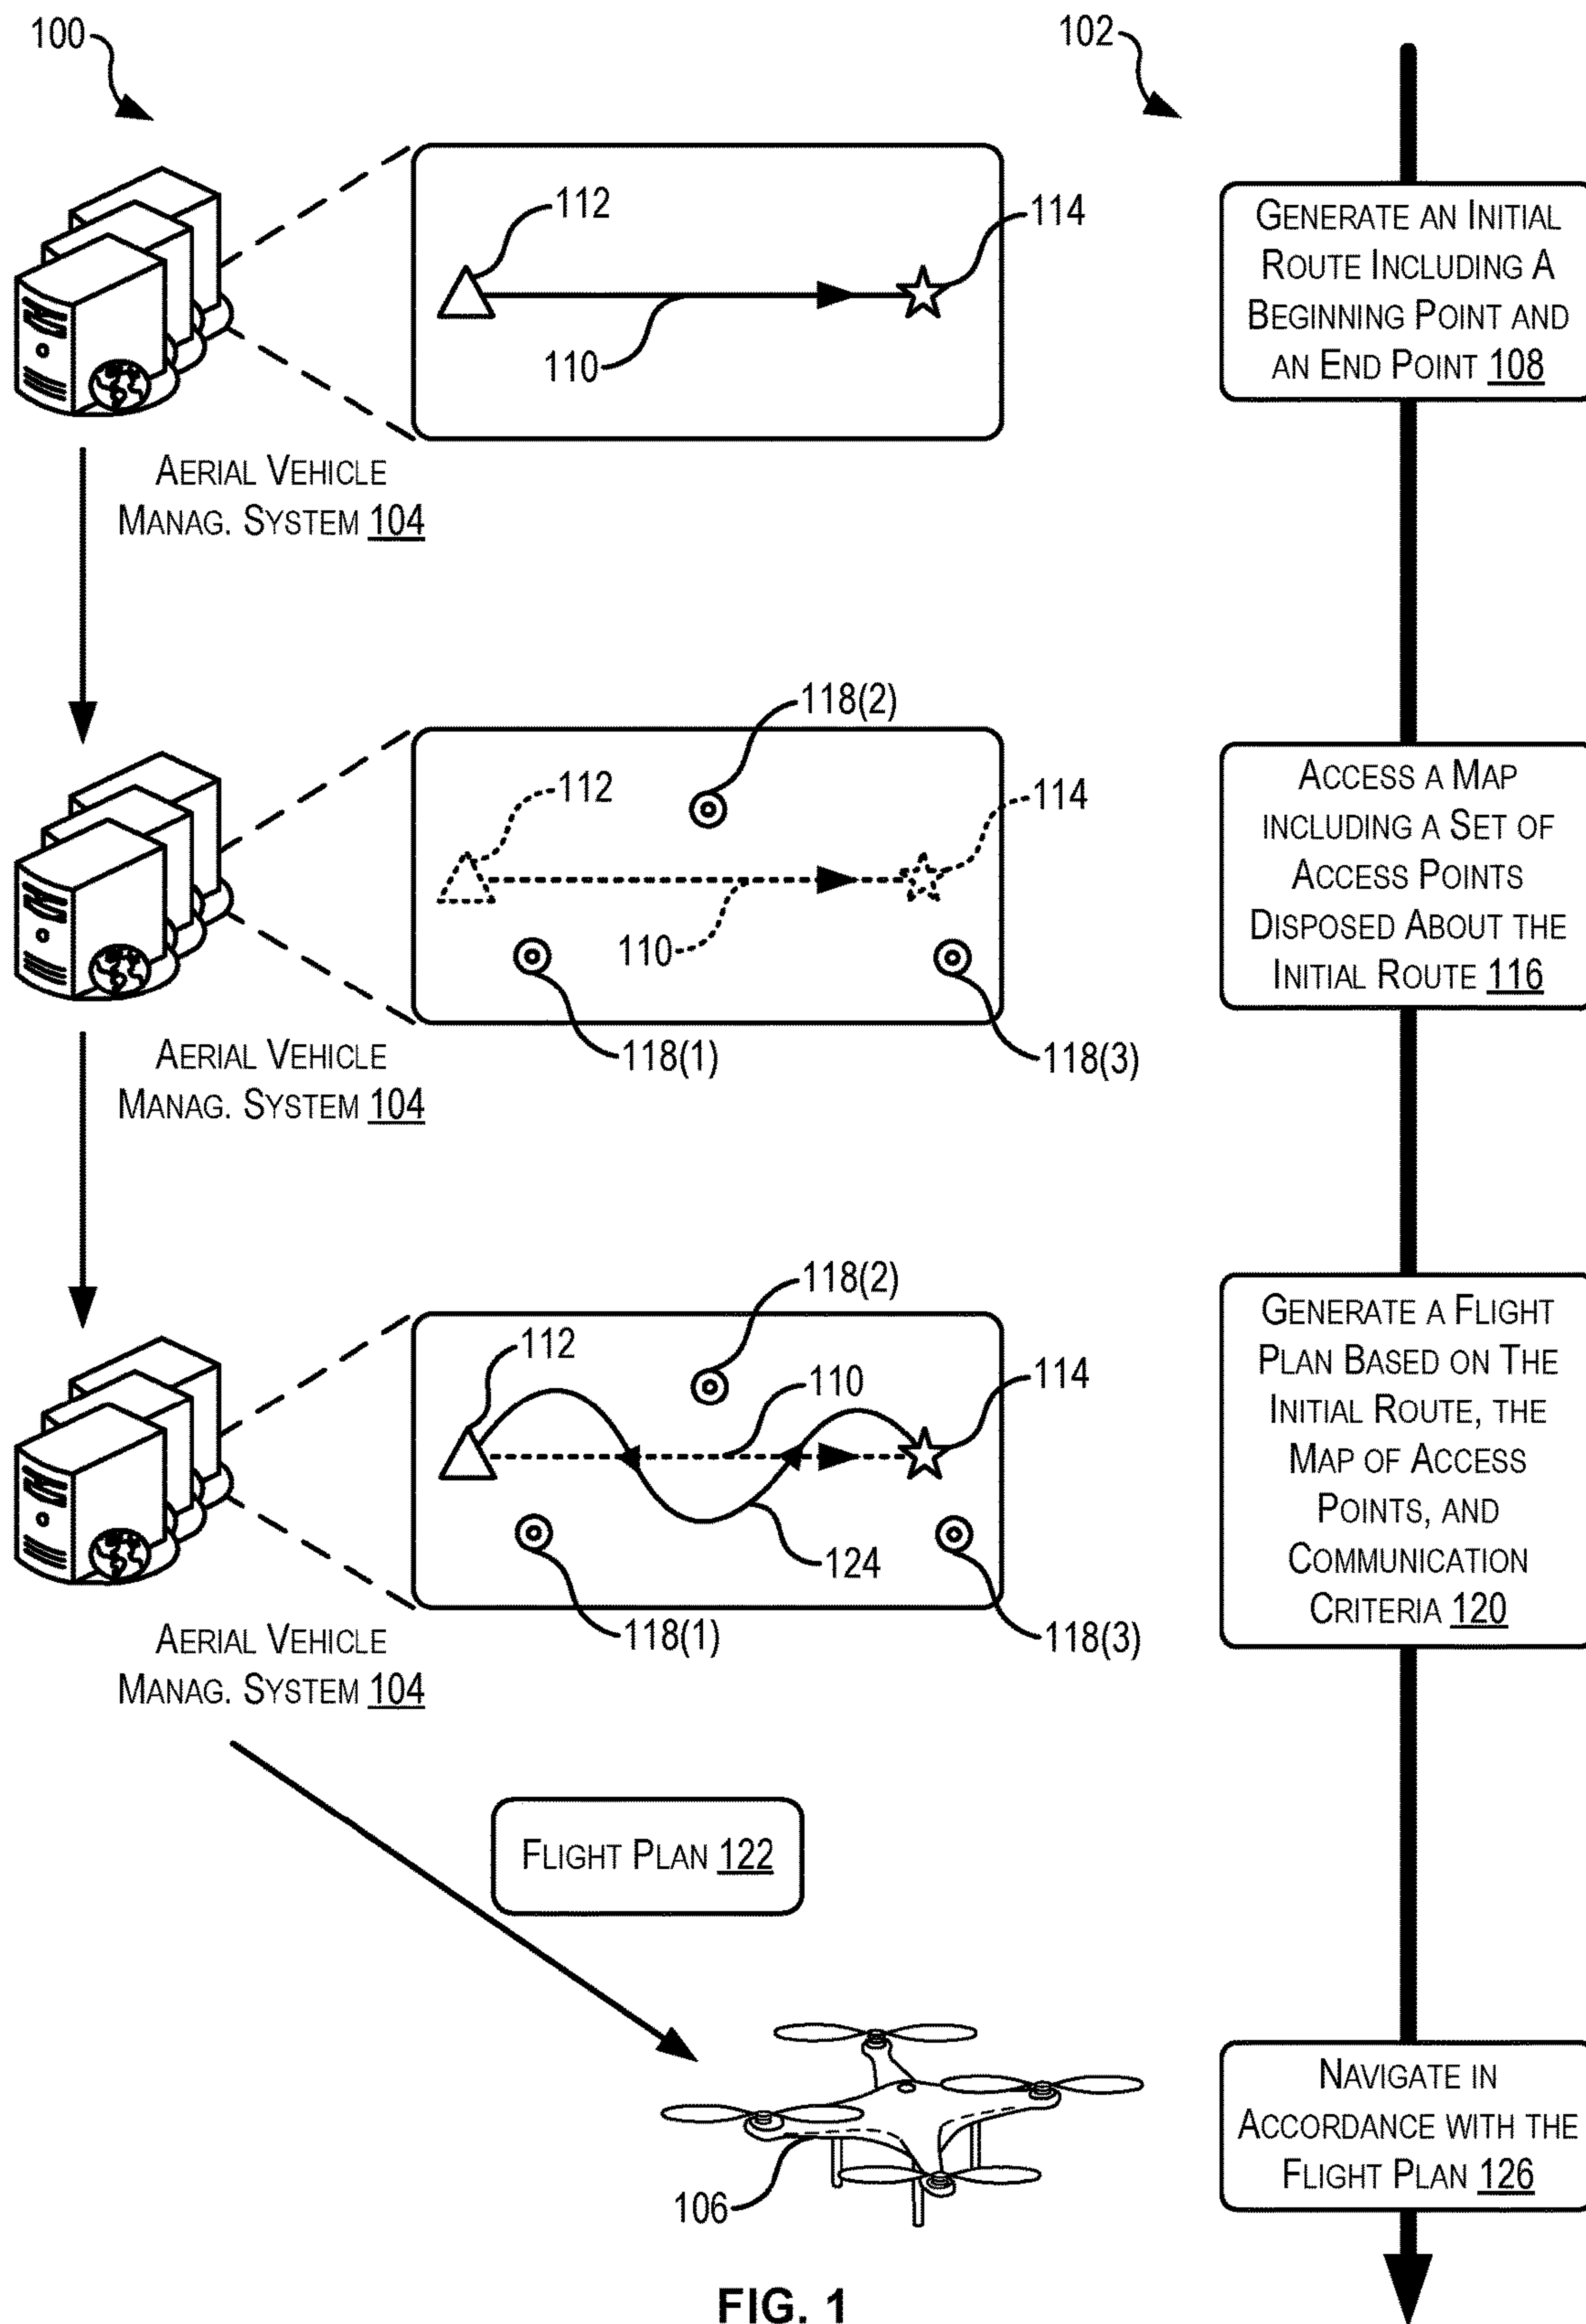 100
102
112
114
110
GENERATE AN INITIAL
ROUTE INCLUDING A
BEGINNING POINT AND
AN END POINT 108
AERIAL VEHICLE
MANAG. SYSTEM 104
118(2)
112
114
110
118(1)
118(3)
ACCESS A MAP
INCLUDING A SET OF
ACCESS POINTS
DISPOSED ABOUT THE
INITIAL ROUTE 116
AERIAL VEHICLE
MANAG. SYSTEM 104
118(2)
112
110
114
124
118(1)
118(3)
GENERATE A FLIGHT
PLAN BASED ON THE
INITIAL ROUTE, THE
MAP OF ACCESS
POINTS, AND
COMMUNICATION
CRITERIA 120
AERIAL VEHICLE
MANAG. SYSTEM 104
FLIGHT PLAN 122
106
NAVIGATE IN
ACCORDANCE WITH THE
FLIGHT PLAN 126
FIG. 1